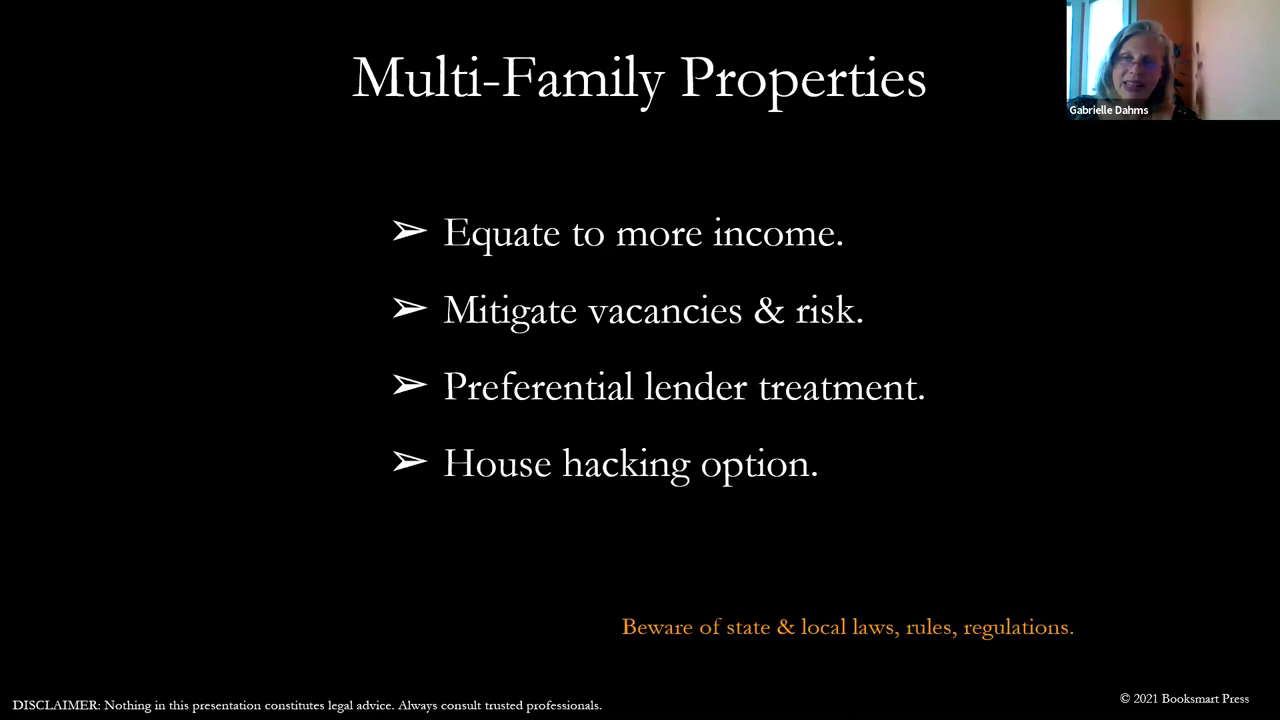 Multi-Family Properties
Gabrielle Dahms
➢ Equate to more income.
➢ Mitigate vacancies & risk.
➢ Preferential lender treatment.
➢ House hacking option.
Beware of state & local laws, rules, regulations.
DISCLAIMER: Nothing in this presentation constitutes legal advice. Always consult trusted professionals.
© 2021 Booksmart Press